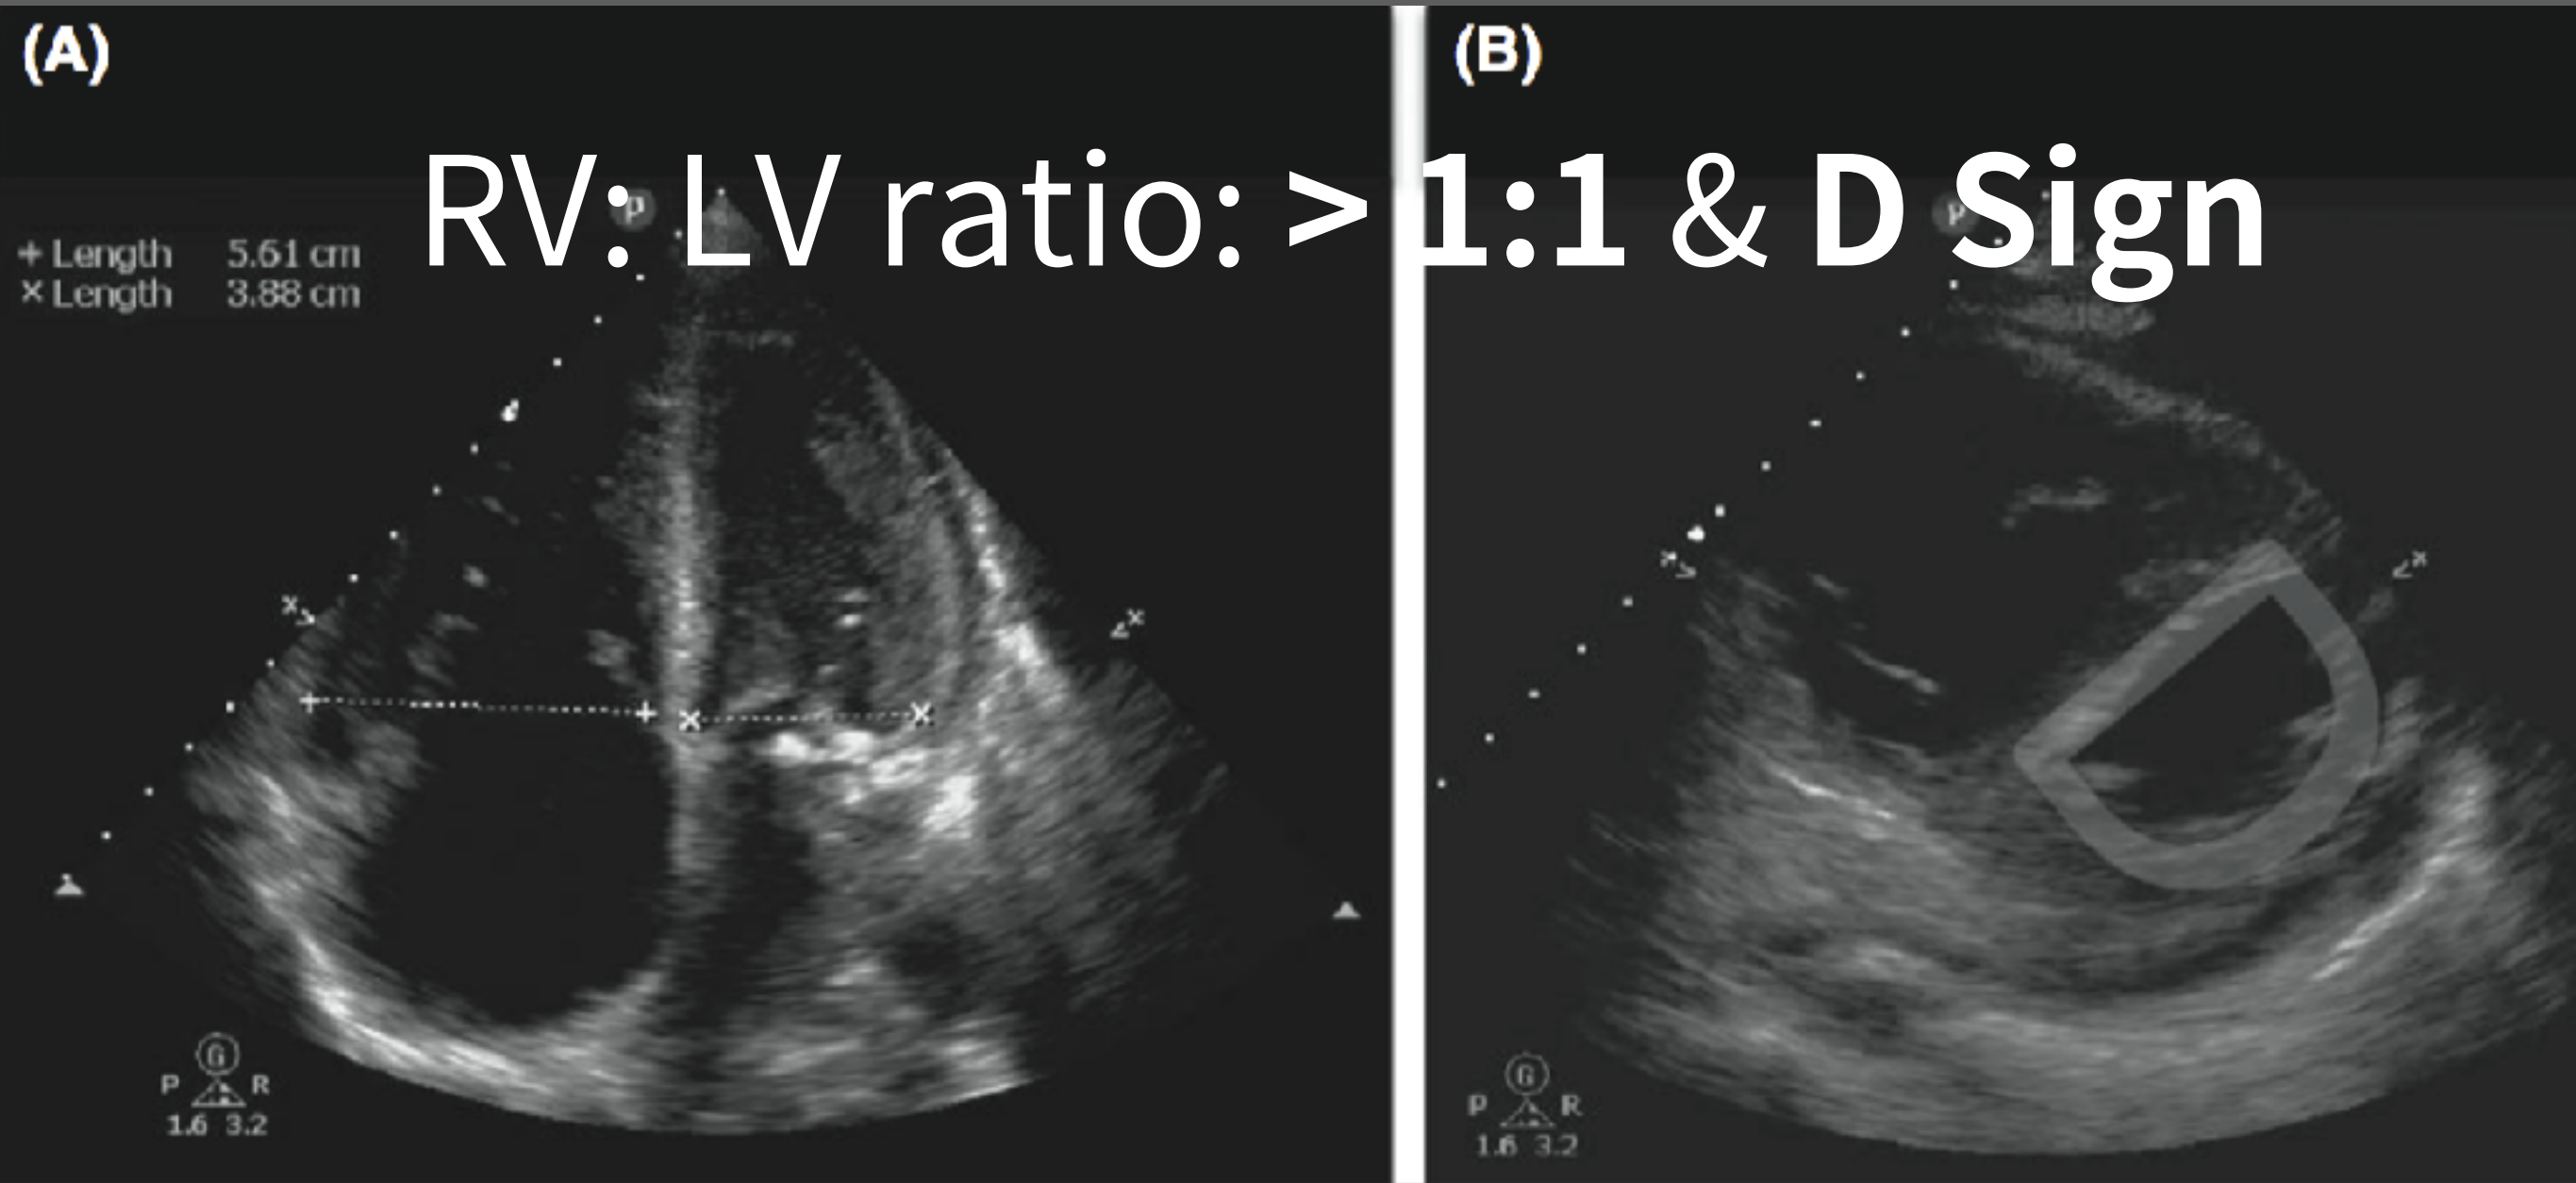 (A)
(B)
RV: LV ratio: > 1:1 & D Sign
P
P
+ Length 5.61 cm
× Length 3.88 cm
G
P R
1.6 3.2
G
P R
1.6 3.2